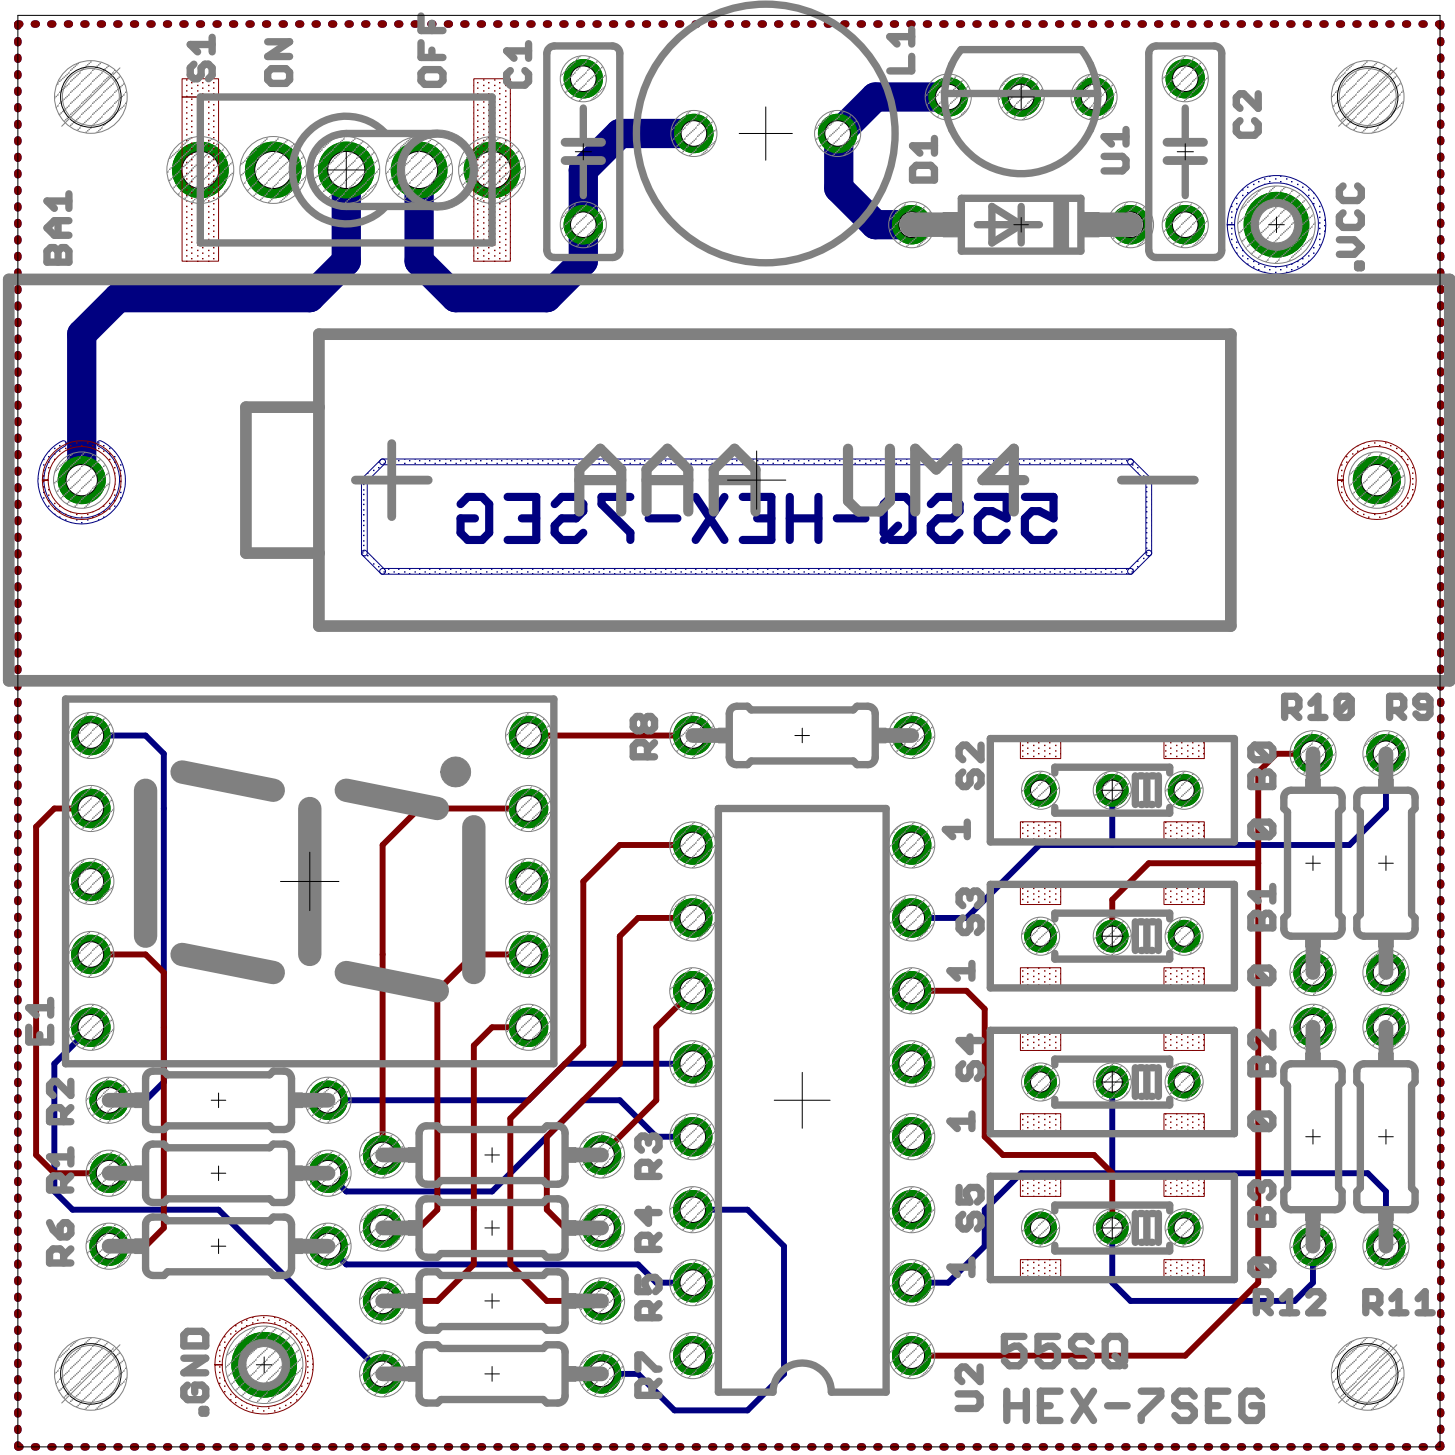 S1
ON
OFF
C1
L1
D1
U1
C2
BA1
.VCC
+ AAA UM4 -
55SQ-HEX-7SEG
R10 R9
R8
S2
B0
1
0
S3
B1
1
0
E1
S4
B2
1
0
R2
R1
R3
S5
B3
R6
R4
1
0
R5
R12 R11
.GND
R7
U2
55SQ
HEX-7SEG